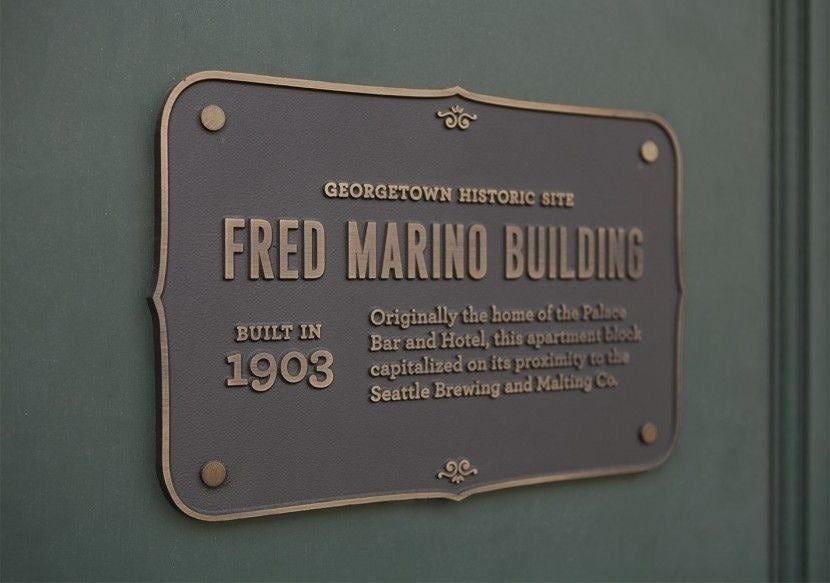 GEORGETOWN HISTORIC SITE
FRED MARINO BUILDING
BUILT IN
1903
Originally the home of the Palace
Bar and Hotel, this apartment block
capitalized on its proximity to the
Seattle Brewing and Malting Co.